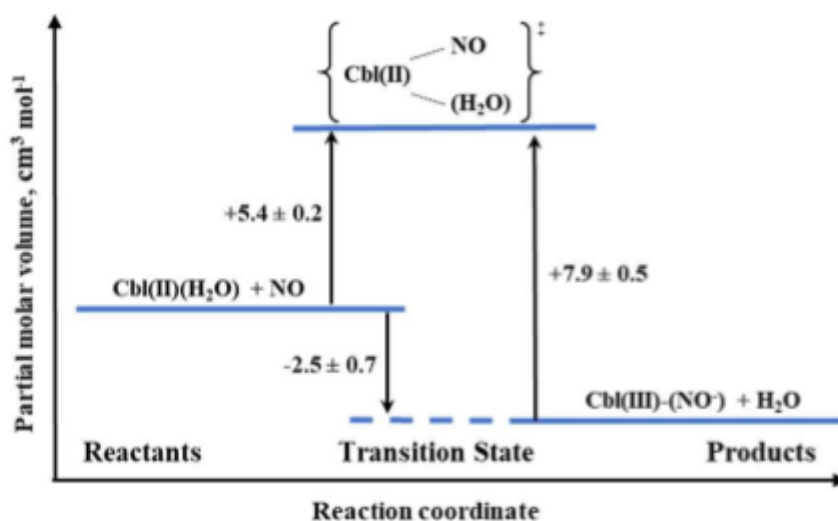 ‡
NO
Cbl(II)
(H₂O)
Partial molar volume, cm³ mol⁻¹
+5.4 ± 0.2
+7.9 ± 0.5
Cbl(II)(H₂O) + NO
-2.5 ± 0.7
Cbl(III)-(NO⁻) + H₂O
Reactants
Transition State
Products
Reaction coordinate